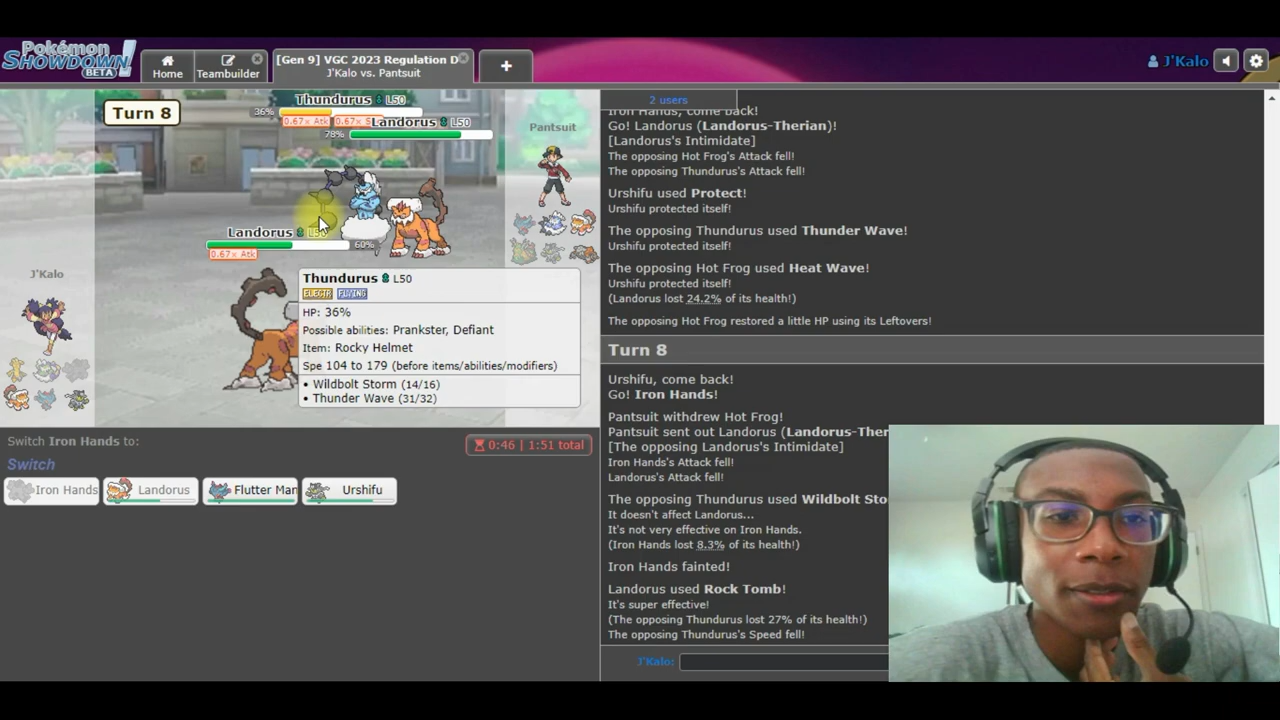 Pokémon
SHOWDOWN!
BETA
Home
Teambuilder
[Gen 9] VGC 2023 Regulation D
J'Kalo vs. Pantsuit
+
J'Kalo
Turn 8
Thundurus L50
36%
0.67x Atk 0.67x S
Landorus L50
78%
Pantsuit
Landorus L50
60%
0.67x Atk
J'Kalo
Thundurus L50
ELECTR FLYING
HP: 36%
Possible abilities: Prankster, Defiant
Item: Rocky Helmet
Spe 104 to 179 (before items/abilities/modifiers)
• Wildbolt Storm (14/16)
• Thunder Wave (31/32)
Switch Iron Hands to:
0:46 | 1:51 total
Switch
Iron Hands
Landorus
Flutter Man
Urshifu
2 users
Iron Hands, come back!
Go! Landorus (Landorus-Therian)!
[Landorus's Intimidate]
The opposing Hot Frog's Attack fell!
The opposing Thundurus's Attack fell!
Urshifu used Protect!
Urshifu protected itself!
The opposing Thundurus used Thunder Wave!
Urshifu protected itself!
The opposing Hot Frog used Heat Wave!
Urshifu protected itself!
(Landorus lost 24.2% of its health!)
The opposing Hot Frog restored a little HP using its Leftovers!
Turn 8
Urshifu, come back!
Go! Iron Hands!
Pantsuit withdrew Hot Frog!
Pantsuit sent out Landorus (Landorus-Ther
[The opposing Landorus's Intimidate]
Iron Hands's Attack fell!
Landorus's Attack fell!
The opposing Thundurus used Wildbolt Sto
It doesn't affect Landorus...
It's not very effective on Iron Hands.
(Iron Hands lost 8.3% of its health!)
Iron Hands fainted!
Landorus used Rock Tomb!
It's super effective!
(The opposing Thundurus lost 27% of its health!)
The opposing Thundurus's Speed fell!
J'Kalo: